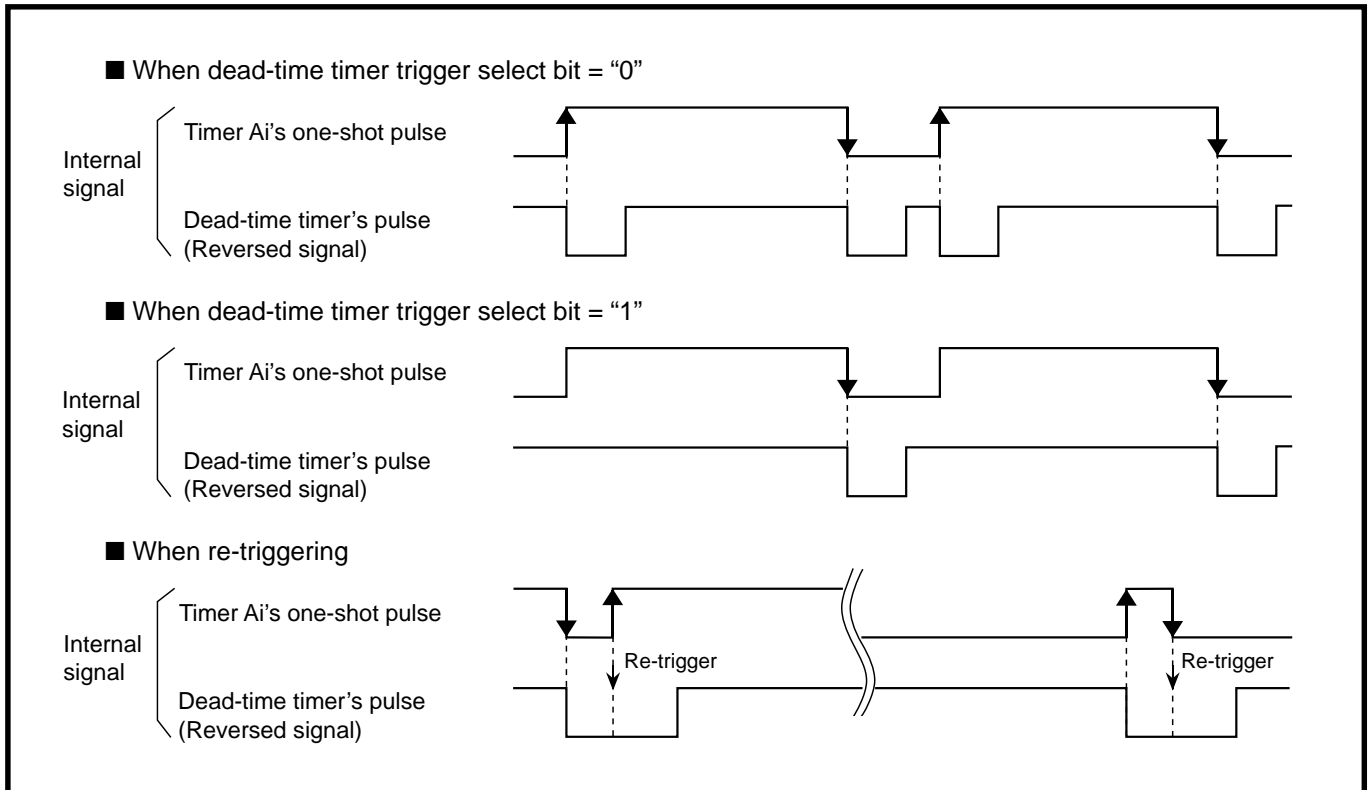 ■ When dead-time timer trigger select bit = “0”
Timer Ai’s one-shot pulse
Internal
signal
Dead-time timer’s pulse
(Reversed signal)
■ When dead-time timer trigger select bit = “1”
Timer Ai’s one-shot pulse
Internal
signal
Dead-time timer’s pulse
(Reversed signal)
■ When re-triggering
Timer Ai’s one-shot pulse
Internal
signal
Re-trigger
Re-trigger
Dead-time timer’s pulse
(Reversed signal)